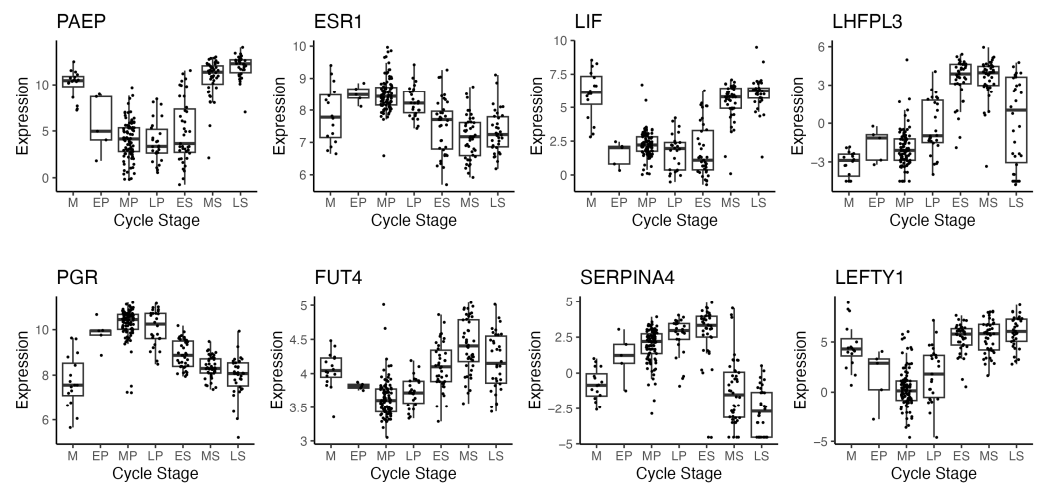 PAEP
Expression
10
5
0
M EP MP LP ES MS LS
Cycle Stage
ESR1
Expression
10
9
8
7
6
M EP MP LP ES MS LS
Cycle Stage
LIF
Expression
10
7.5
5
2.5
0
M EP MP LP ES MS LS
Cycle Stage
LHFPL3
Expression
6
3
0
−3
M EP MP LP ES MS LS
Cycle Stage
PGR
Expression
10
8
6
M EP MP LP ES MS LS
Cycle Stage
FUT4
Expression
5
4.5
4
3.5
3
M EP MP LP ES MS LS
Cycle Stage
SERPINA4
Expression
5
2.5
0
−2.5
−5
M EP MP LP ES MS LS
Cycle Stage
LEFTY1
Expression
5
0
−5
M EP MP LP ES MS LS
Cycle Stage